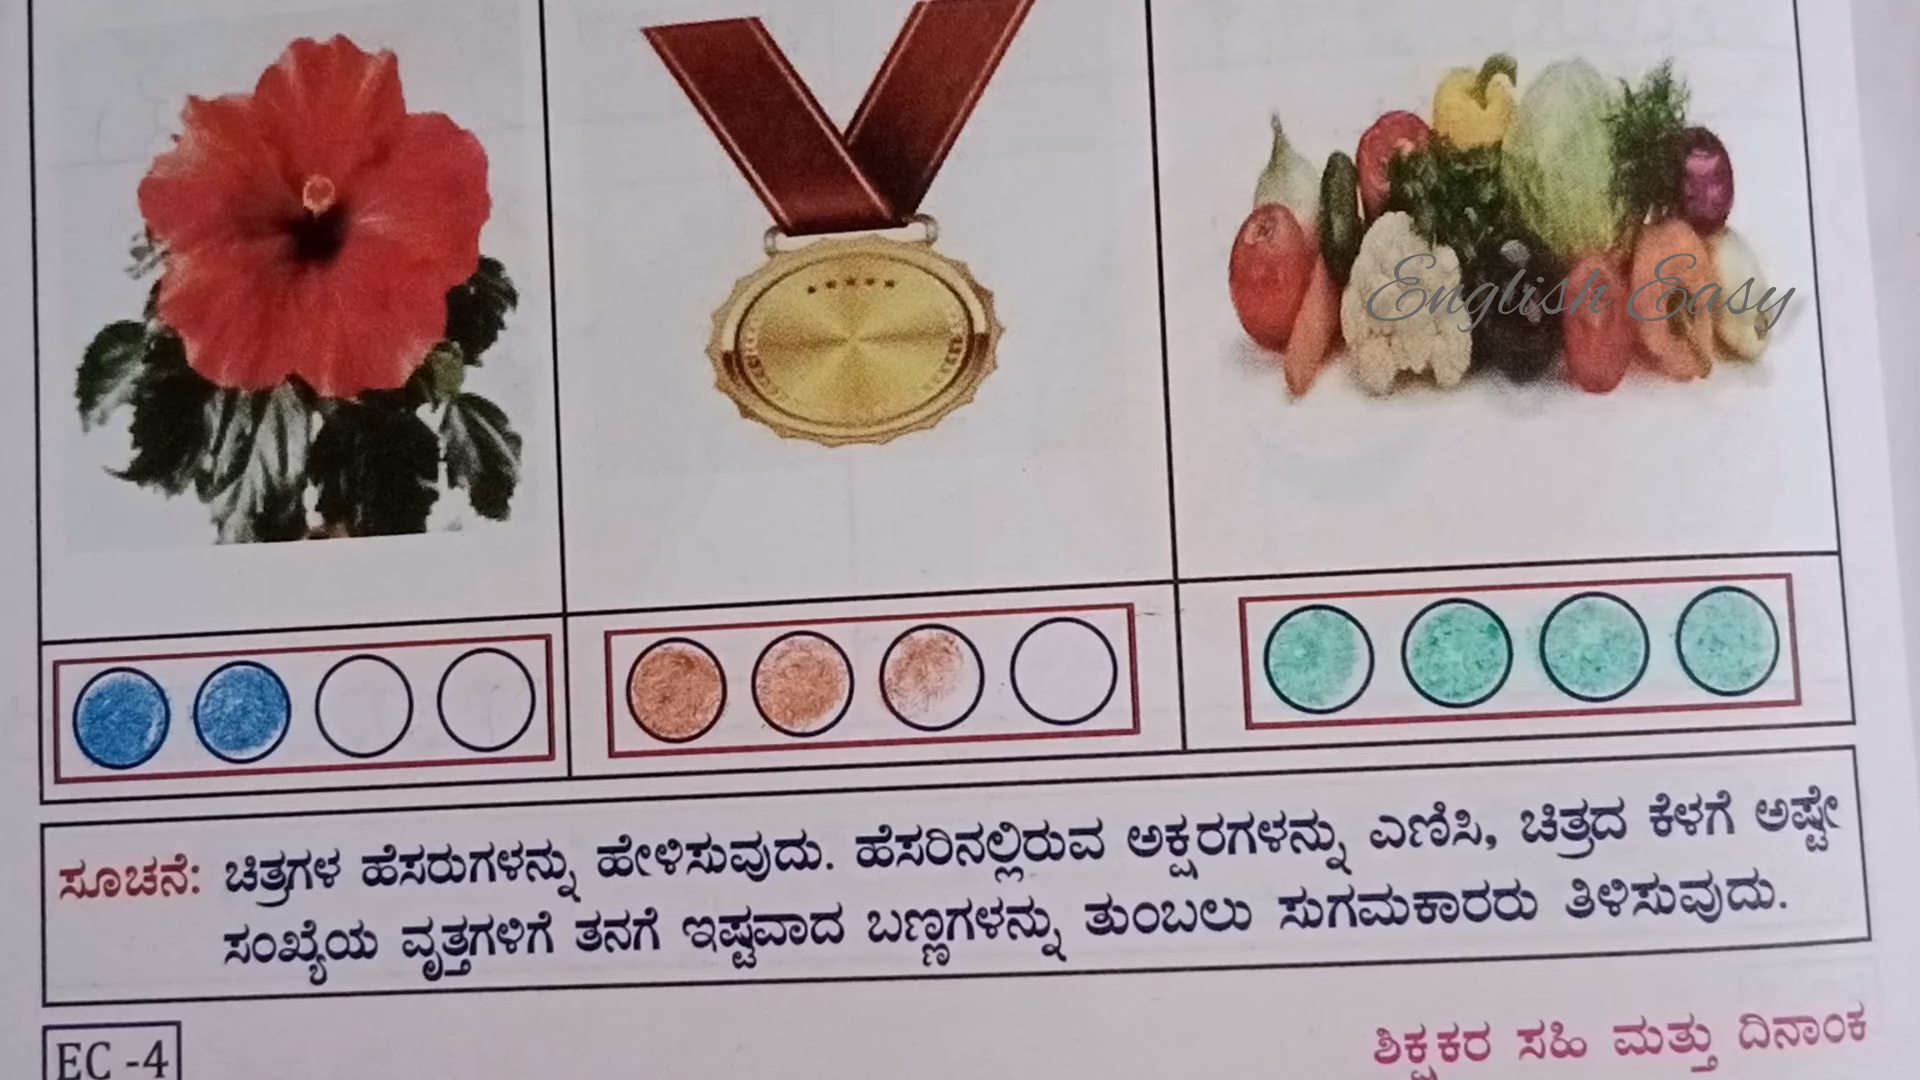 English Easy
ಸೂಚನೆ: ಚಿತ್ರಗಳ ಹೆಸರುಗಳನ್ನು ಹೇಳಿಸುವುದು. ಹೆಸರಿನಲ್ಲಿರುವ ಅಕ್ಷರಗಳನ್ನು ಎಣಿಸಿ, ಚಿತ್ರದ ಕೆಳಗೆ ಅಷ್ಟೇ
ಸಂಖ್ಯೆಯ ವೃತ್ತಗಳಿಗೆ ತನಗೆ ಇಷ್ಟವಾದ ಬಣ್ಣಗಳನ್ನು ತುಂಬಲು ಸುಗಮಕಾರರು ತಿಳಿಸುವುದು.
EC -4
ಶಿಕ್ಷಕರ ಸಹಿ ಮತ್ತು ದಿನಾಂಕ